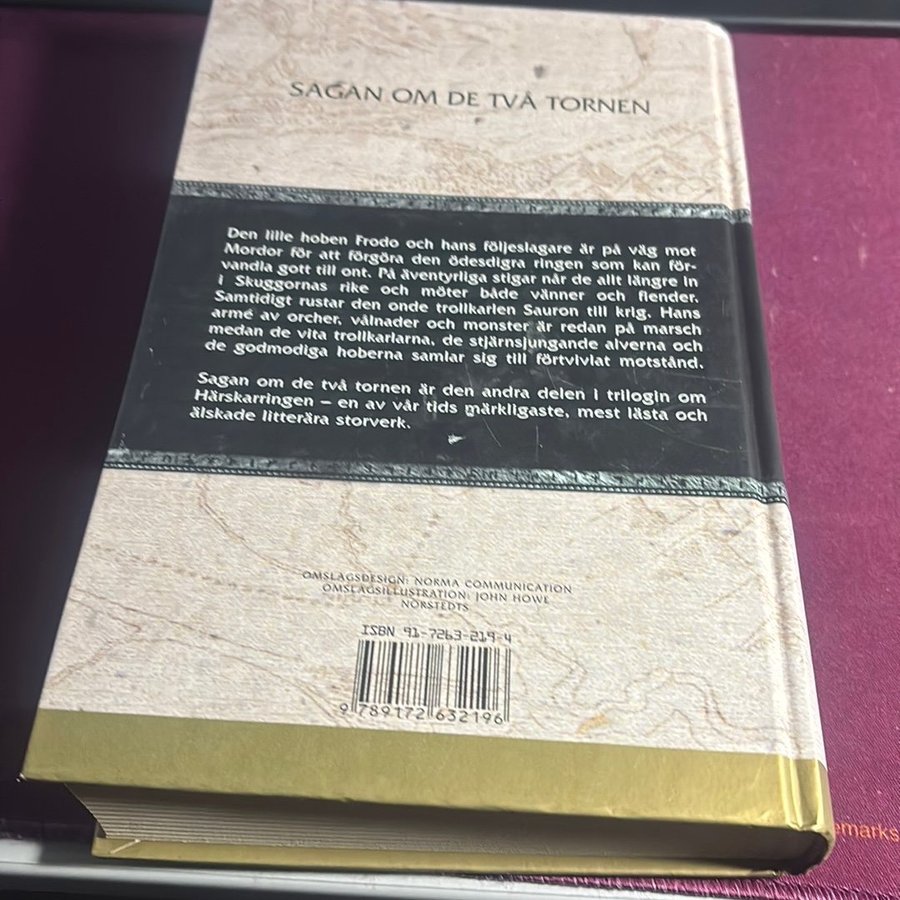 SAGAN OM DE TVÅ TORNEN
Den lille hoben Frodo och hans följeslagare är på väg mot
Mordor för att förgöra den ödesdigra ringen som kan för-
vandla gott till ont. På äventyrliga stigar når de allt längre in
i Skuggornas rike och möter både vänner och fiender.
Samtidigt rustar den onde trollkarlen Sauron till krig. Hans
armé av orcher, vålnader och monster är redan på marsch
medan de vita trollkarlarna, de stjärnsjungande alverna och
de godmodiga hoberna samlar sig till förtvivlat motstånd.
Sagan om de två tornen är den andra delen i trilogin om
Härskarringen – en av vår tids märkligaste, mest lästa och
älskade litterära storverk.
OMSLAGSDESIGN: NORMA COMMUNICATION
OMSLAGSILLUSTRATION: JOHN HOWE
NORSTEDTS
ISBN 91-7263-219-4
9 789172 632196
emarks